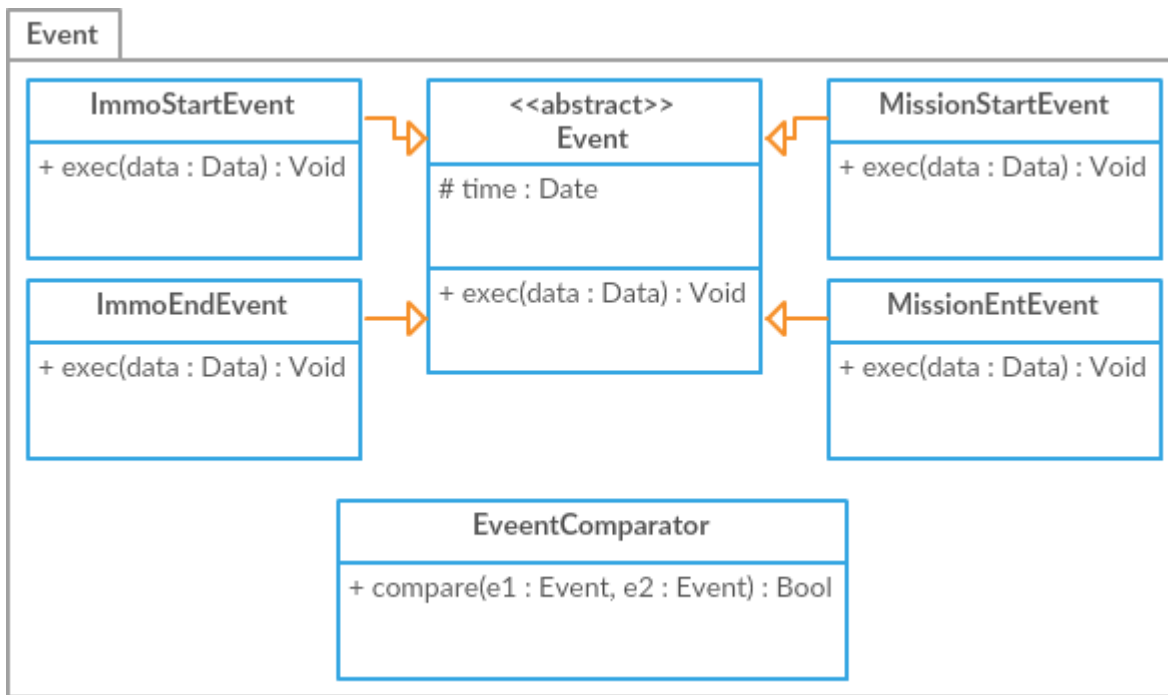 Event
ImmoStartEvent
+ exec(data : Data) : Void
<<abstract>>
Event
# time : Date
+ exec(data : Data) : Void
MissionStartEvent
+ exec(data : Data) : Void
ImmoEndEvent
+ exec(data : Data) : Void
MissionEntEvent
+ exec(data : Data) : Void
EveentComparator
+ compare(e1 : Event, e2 : Event) : Bool